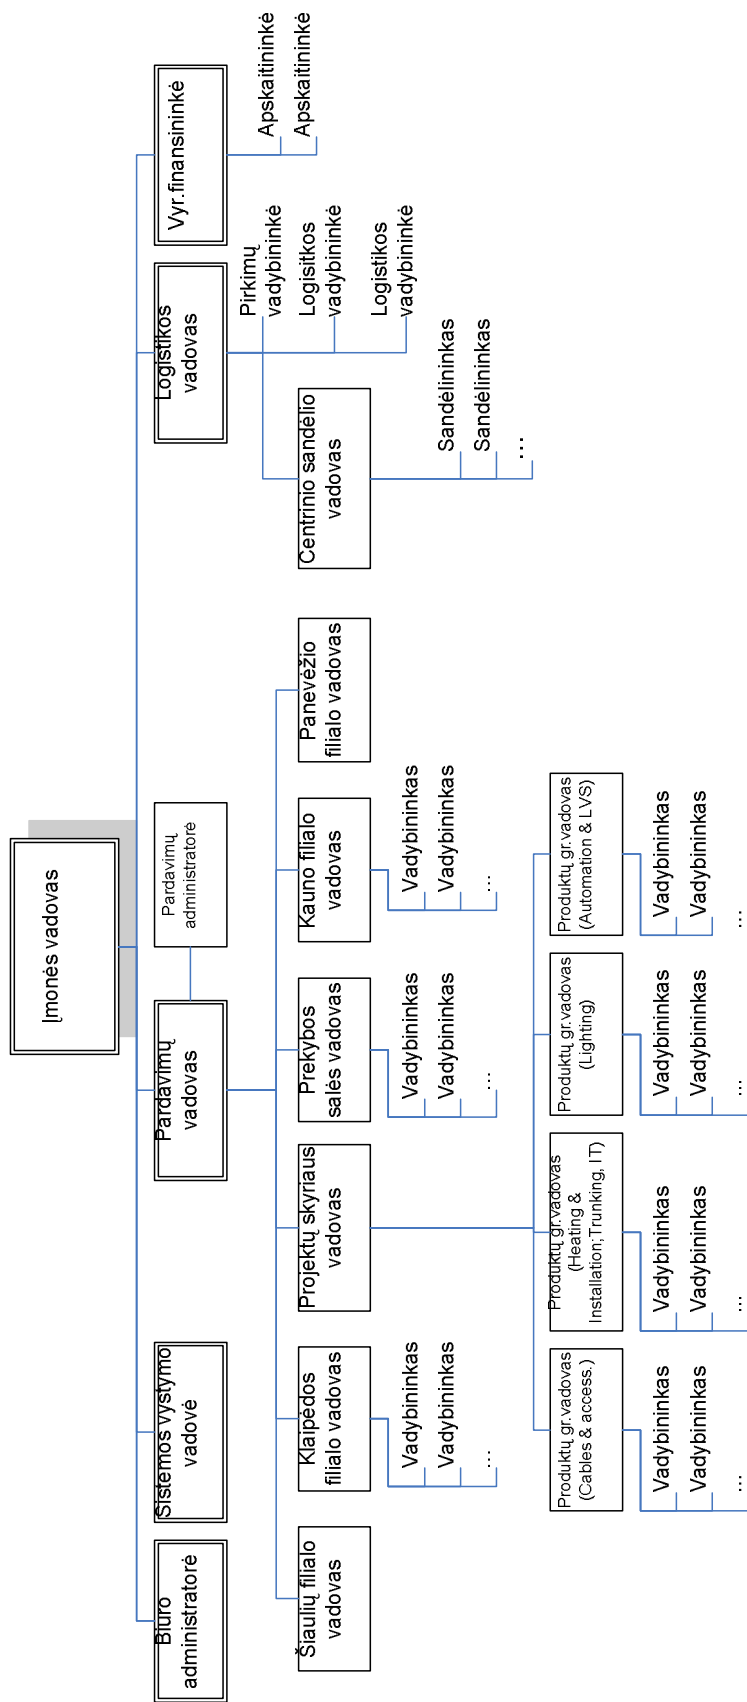 Įmonės vadovas
Biuro
administratorė
Sistemos vystymo
vadovė
Pardavimų
vadovas
Pardavimų
administratorė
Logistikos
vadovas
Vyr.finansininkė
Šiaulių filialo
vadovas
Klaipėdos
filialo vadovas
Vadybininkas
Vadybininkas
...
Projektų skyriaus
vadovas
Prekybos
salės vadovas
Vadybininkas
Vadybininkas
...
Kauno filialo
vadovas
Vadybininkas
Vadybininkas
...
Panevėžio
filialo vadovas
Centrinio sandėlio
vadovas
Sandėlininkas
Sandėlininkas
...
Pirkimų
vadybininkė
Logisitkos
vadybininkė
Logistikos
vadybininkė
Apskaitininkė
Apskaitininkė
Produktų gr.vadovas
(Cables & access.)
Vadybininkas
Vadybininkas
...
Produktų gr.vadovas
(Heating &
Installation;Trunking, IT)
Vadybininkas
Vadybininkas
...
Produktų gr.vadovas
(Lighting)
Vadybininkas
Vadybininkas
...
Produktų gr.vadovas
(Automation & LVS)
Vadybininkas
Vadybininkas
...